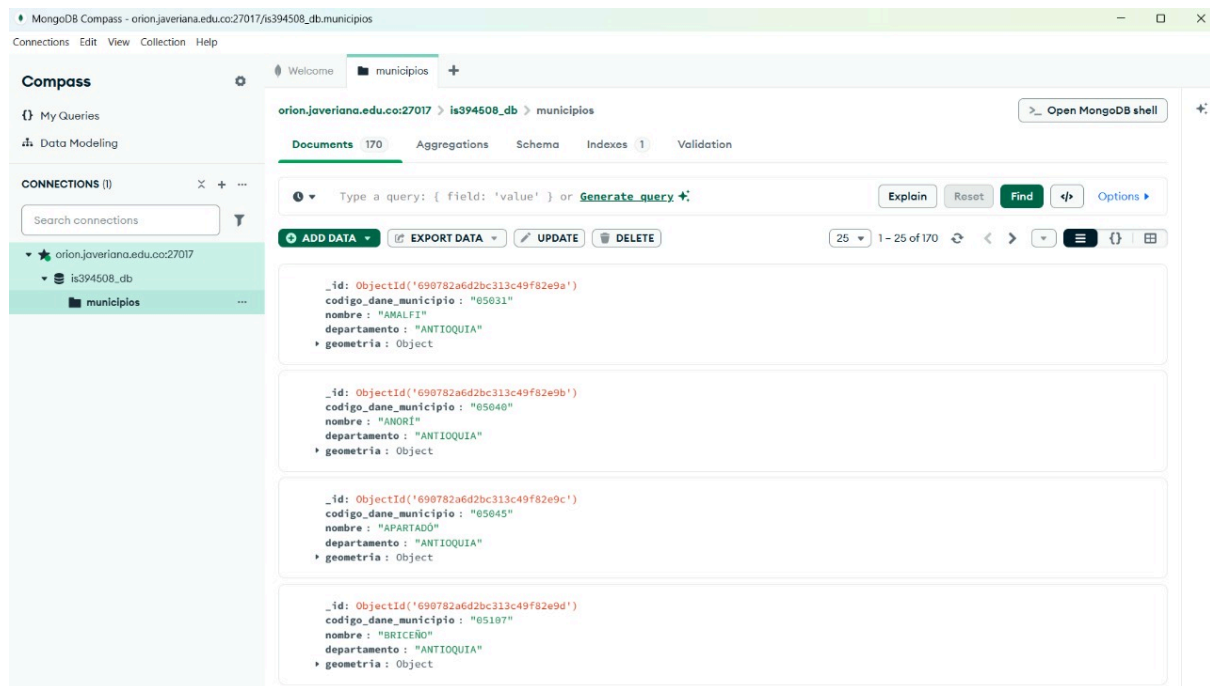 MongoDB Compass - orion.javeriana.edu.co:27017/is394508_db.municipios
Connections Edit View Collection Help
Compass
{} My Queries
Data Modeling
CONNECTIONS (1)
Search connections
orion.javeriana.edu.co:27017
is394508_db
municipios
Welcome
municipios
orion.javeriana.edu.co:27017 > is394508_db > municipios
>_ Open MongoDB shell
Documents 170 Aggregations Schema Indexes 1 Validation
Type a query: { field: 'value' } or Generate query
Explain Reset Find </> Options
ADD DATA EXPORT DATA UPDATE DELETE
25 1 – 25 of 170 {}
_id: ObjectId('690782a6d2bc313c49f82e9a')
codigo_dane_municipio : "05031"
nombre : "AMALFI"
departamento : "ANTIOQUIA"
geometria : Object
_id: ObjectId('690782a6d2bc313c49f82e9b')
codigo_dane_municipio : "05040"
nombre : "ANORÍ"
departamento : "ANTIOQUIA"
geometria : Object
_id: ObjectId('690782a6d2bc313c49f82e9c')
codigo_dane_municipio : "05045"
nombre : "APARTADÓ"
departamento : "ANTIOQUIA"
geometria : Object
_id: ObjectId('690782a6d2bc313c49f82e9d')
codigo_dane_municipio : "05107"
nombre : "BRICEÑO"
departamento : "ANTIOQUIA"
geometria : Object